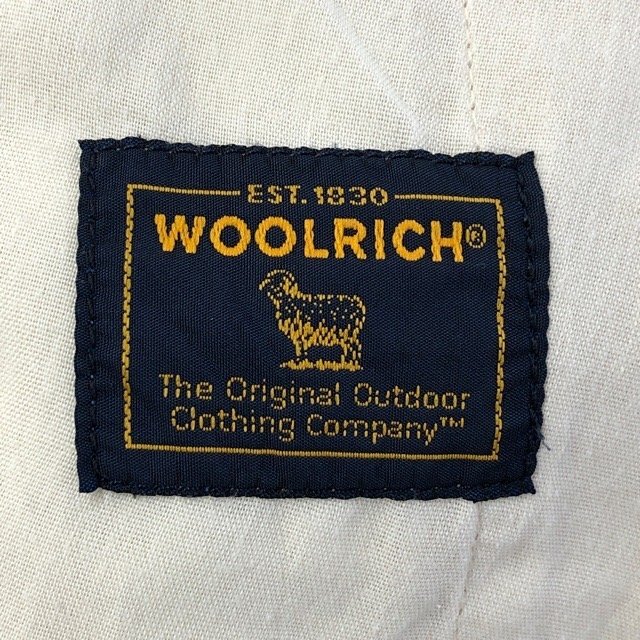 EST. 1830
WOOLRICH®
The Original Outdoor
Clothing Company™